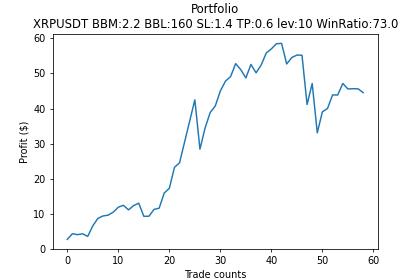 Portfolio
XRPUSDT BBM:2.2 BBL:160 SL:1.4 TP:0.6 lev:10 WinRatio:73.0
60
50
40
30
20
10
0
Profit ($)
0 10 20 30 40 50 60
Trade counts